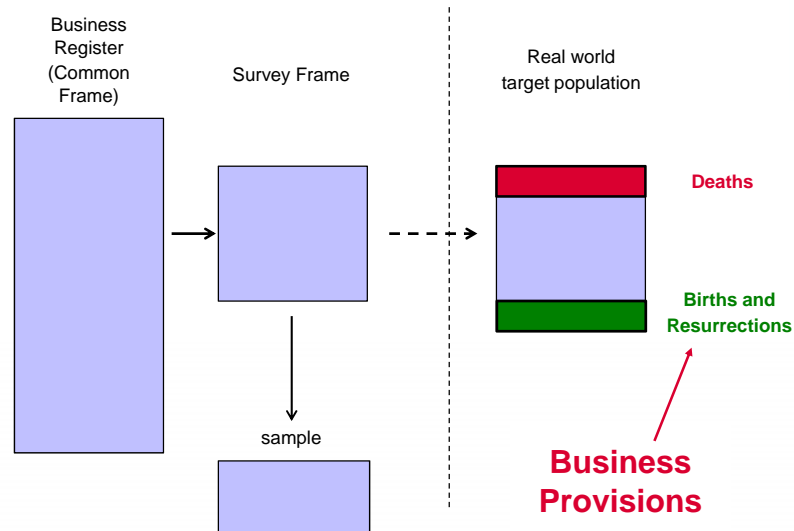 Business
Register
(Common
Frame)
Survey Frame
Real world
target population
Deaths
Births and
Resurrections
sample
Business
Provisions